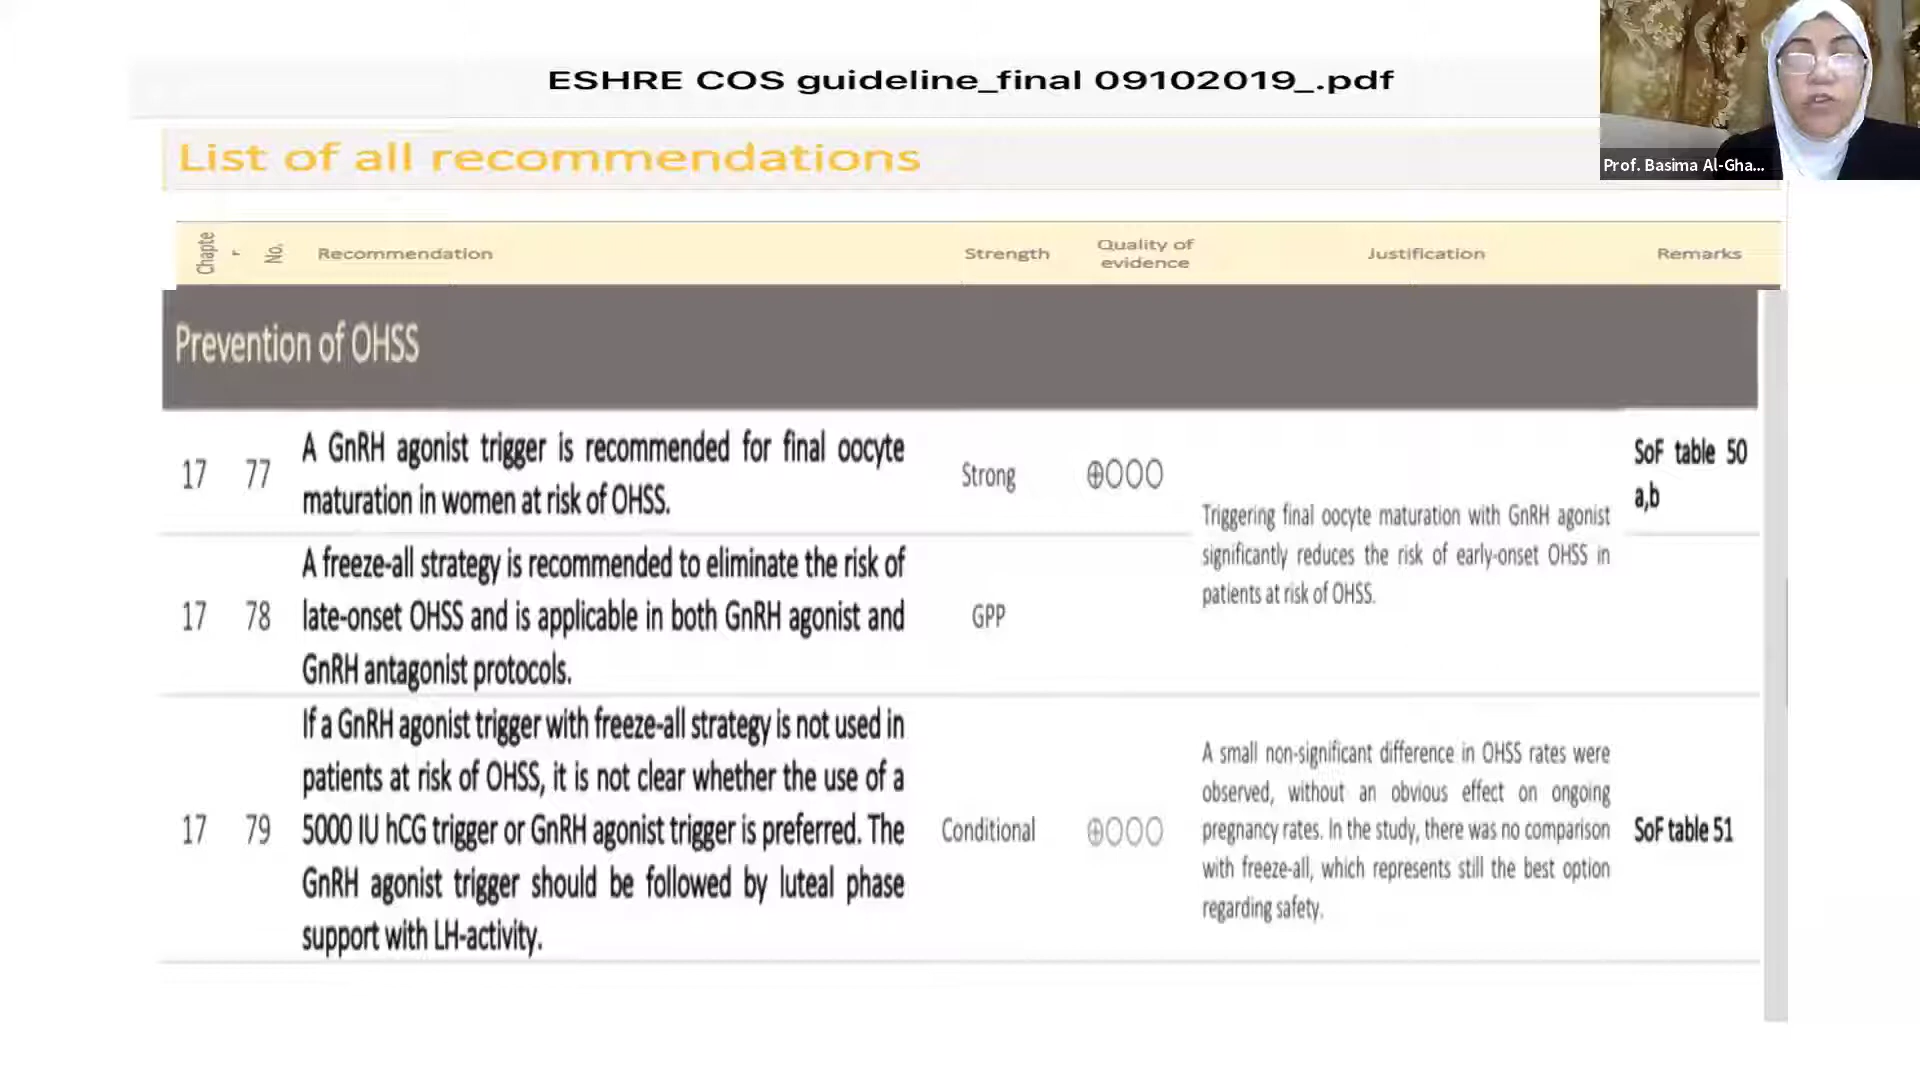 ESHRE COS guideline_final 09102019_.pdf
Prof. Basima Al-Gha...
List of all recommendations
Chapte
r
No.
Recommendation
Strength
Quality of
evidence
Justification
Remarks
Prevention of OHSS
17
77
A GnRH agonist trigger is recommended for final oocyte
maturation in women at risk of OHSS.
Strong
⊕○○○
SoF table 50
a,b
Triggering final oocyte maturation with GnRH agonist
significantly reduces the risk of early-onset OHSS in
patients at risk of OHSS.
17
78
A freeze-all strategy is recommended to eliminate the risk of
late-onset OHSS and is applicable in both GnRH agonist and
GnRH antagonist protocols.
GPP
17
79
If a GnRH agonist trigger with freeze-all strategy is not used in
patients at risk of OHSS, it is not clear whether the use of a
5000 IU hCG trigger or GnRH agonist trigger is preferred. The
GnRH agonist trigger should be followed by luteal phase
support with LH-activity.
Conditional
⊕○○○
A small non-significant difference in OHSS rates were
observed, without an obvious effect on ongoing
pregnancy rates. In the study, there was no comparison
with freeze-all, which represents still the best option
regarding safety.
SoF table 51